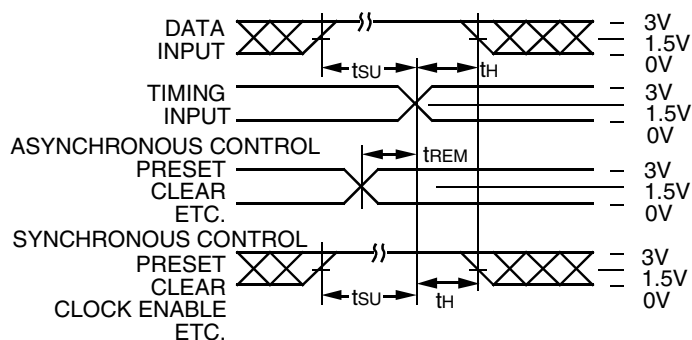 DATA
INPUT
3V
1.5V
0V
tSU
tH
TIMING
INPUT
3V
1.5V
0V
ASYNCHRONOUS CONTROL
tREM
PRESET
CLEAR
ETC.
3V
1.5V
0V
SYNCHRONOUS CONTROL
PRESET
CLEAR
CLOCK ENABLE
ETC.
3V
1.5V
0V
tSU
tH